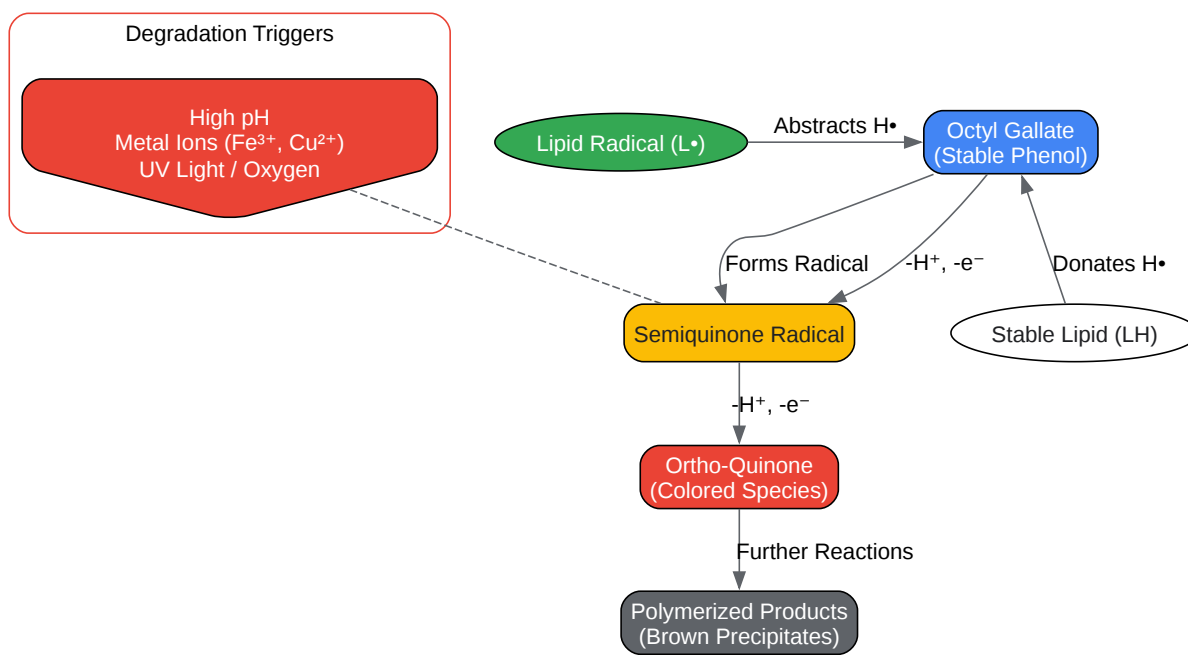 Degradation Triggers
High pH
Metal Ions (Fe³⁺, Cu²⁺)
UV Light / Oxygen
Lipid Radical (L•)
Abstracts H•
Octyl Gallate
(Stable Phenol)
Forms Radical
-H⁺, -e⁻
Donates H•
Semiquinone Radical
Stable Lipid (LH)
-H⁺, -e⁻
Ortho-Quinone
(Colored Species)
Further Reactions
Polymerized Products
(Brown Precipitates)